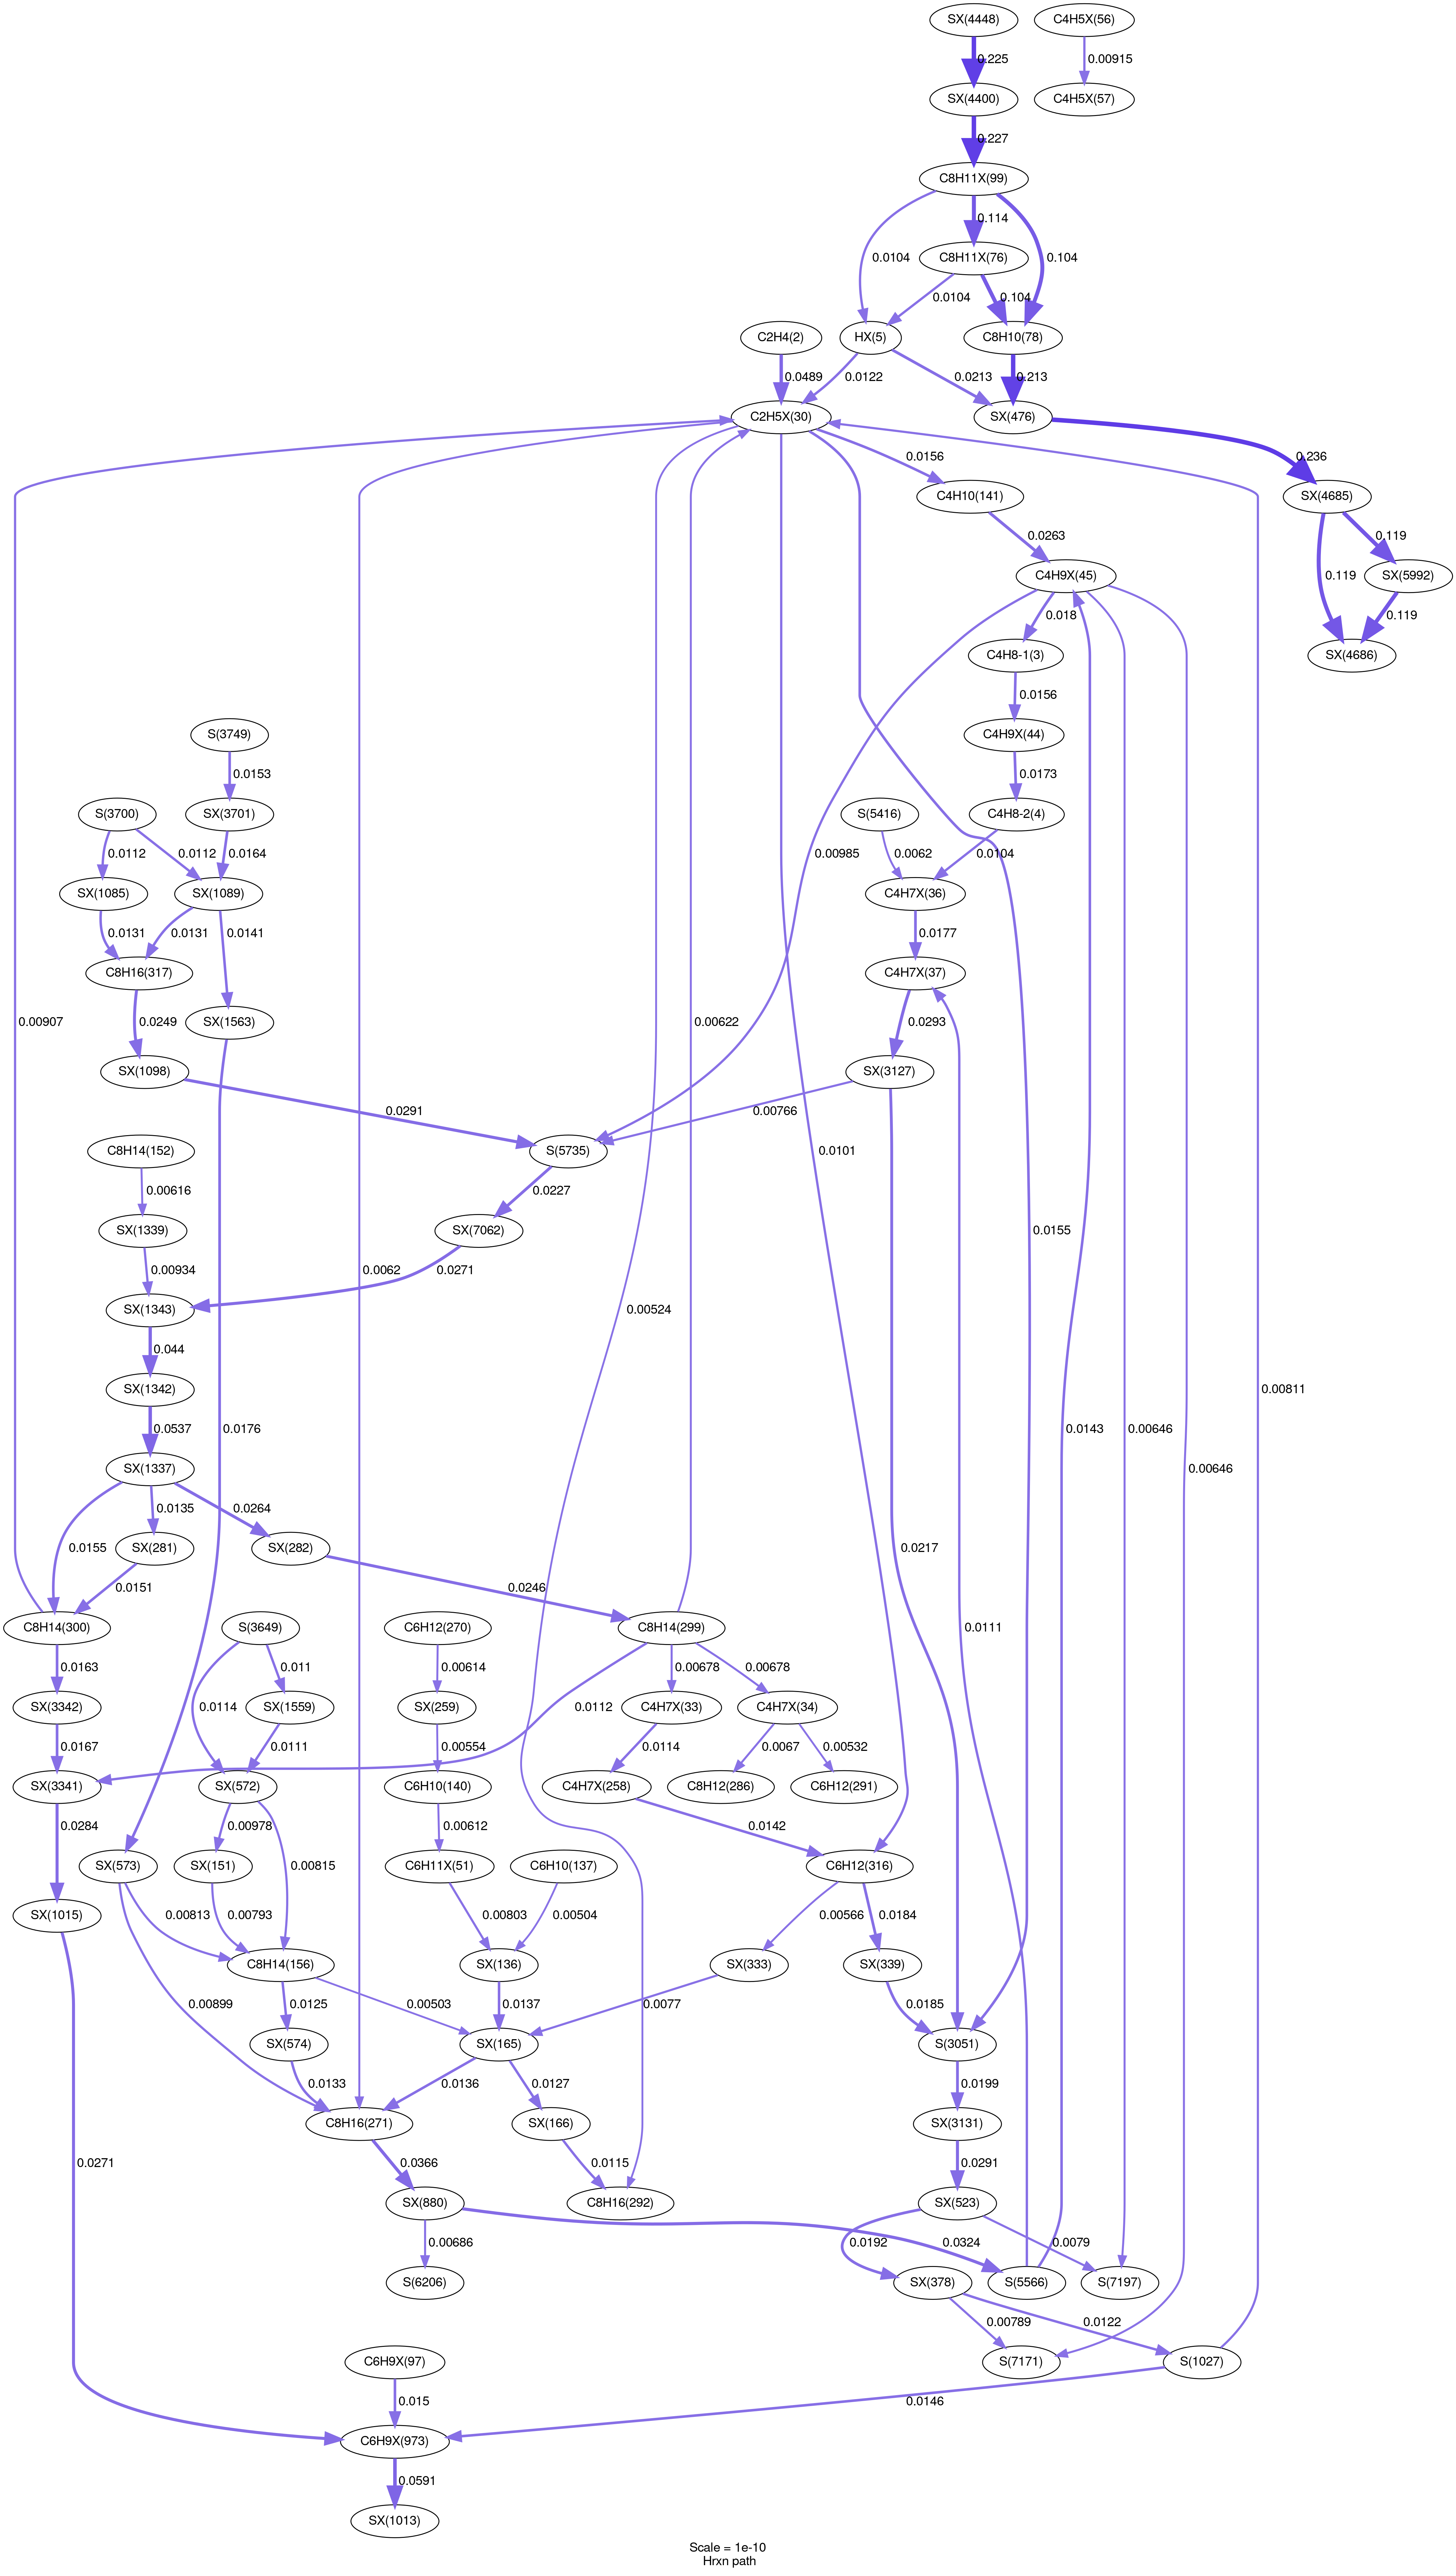 SX(4448)
C4H5X(56)
0.225
0.00915
SX(4400)
C4H5X(57)
0.227
C8H11X(99)
0.114
0.0104
C8H11X(76)
0.104
0.0104
0.104
C2H4(2)
HX(5)
C8H10(78)
0.0489
0.0122
0.0213
0.213
C2H5X(30)
SX(476)
0.0156
0.236
C4H10(141)
SX(4685)
0.0263
0.119
C4H9X(45)
0.119
SX(5992)
0.018
0.119
C4H8-1(3)
SX(4686)
0.0156
S(3749)
C4H9X(44)
0.0153
0.0173
S(3700)
SX(3701)
S(5416)
C4H8-2(4)
0.0112
0.0112
0.0164
0.00985
0.0062
0.0104
SX(1085)
SX(1089)
C4H7X(36)
0.0131
0.0131
0.0141
0.0177
C8H16(317)
C4H7X(37)
0.0249
SX(1563)
0.00907
0.00622
0.0293
0.0155
SX(1098)
SX(3127)
0.0291
0.00766
C8H14(152)
S(5735)
0.0101
0.00616
0.0227
SX(1339)
SX(7062)
0.00934
0.0062
0.0271
SX(1343)
0.00524
0.044
0.00811
SX(1342)
0.0537
0.0176
0.0143
0.00646
SX(1337)
0.00646
0.0135
0.0264
0.0155
SX(281)
SX(282)
0.0217
0.0151
0.0246
C8H14(300)
S(3649)
C6H12(270)
C8H14(299)
0.0111
0.0163
0.011
0.00614
0.00678
0.00678
SX(3342)
0.0114
SX(1559)
SX(259)
0.0112
C4H7X(33)
C4H7X(34)
0.0167
0.0111
0.00554
0.0114
0.0067
0.00532
SX(3341)
SX(572)
C6H10(140)
C4H7X(258)
C8H12(286)
C6H12(291)
0.0284
0.00978
0.00612
0.0142
SX(573)
SX(151)
0.00815
C6H11X(51)
C6H10(137)
C6H12(316)
SX(1015)
0.00813
0.00793
0.00803
0.00504
0.00566
0.0184
C8H14(156)
SX(136)
SX(333)
SX(339)
0.00899
0.0125
0.00503
0.0137
0.0077
0.0185
SX(574)
SX(165)
S(3051)
0.0133
0.0136
0.0127
0.0199
C8H16(271)
SX(166)
SX(3131)
0.0271
0.0366
0.0115
0.0291
SX(880)
C8H16(292)
SX(523)
0.00686
0.0324
0.0192
0.0079
S(6206)
SX(378)
S(5566)
S(7197)
0.00789
0.0122
C6H9X(97)
S(7171)
S(1027)
0.015
0.0146
C6H9X(973)
0.0591
SX(1013)
Scale = 1e-10
Hrxn path